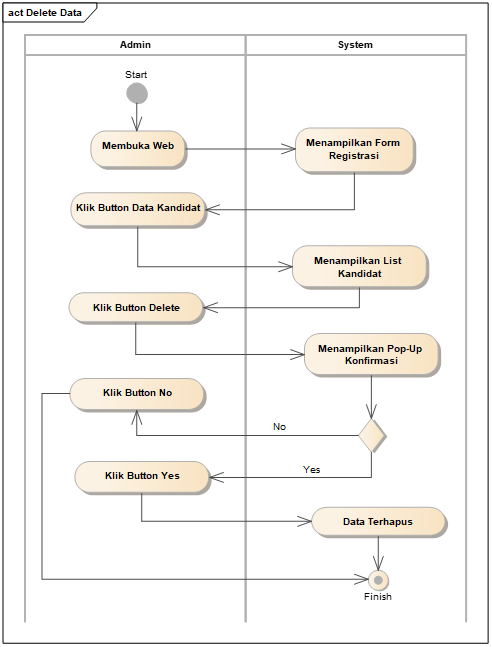 act Delete Data
Admin
System
Start
Membuka Web
Menampilkan Form
Registrasi
Klik Button Data Kandidat
Menampilkan List
Kandidat
Klik Button Delete
Menampilkan Pop-Up
Konfirmasi
Klik Button No
No
Yes
Klik Button Yes
Data Terhapus
Finish